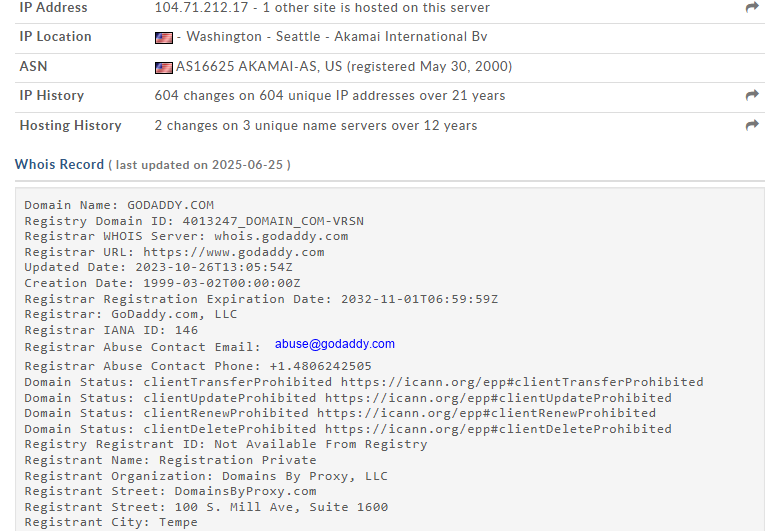 IP Address 104.71.212.17 - 1 other site is hosted on this server
IP Location - Washington - Seattle - Akamai International Bv
ASN AS16625 AKAMAI-AS, US (registered May 30, 2000)
IP History 604 changes on 604 unique IP addresses over 21 years
Hosting History 2 changes on 3 unique name servers over 12 years
Whois Record ( last updated on 2025-06-25 )
Domain Name: GODADDY.COM
Registry Domain ID: 4013247_DOMAIN_COM-VRSN
Registrar WHOIS Server: whois.godaddy.com
Registrar URL: https://www.godaddy.com
Updated Date: 2023-10-26T13:05:54Z
Creation Date: 1999-03-02T00:00:00Z
Registrar Registration Expiration Date: 2032-11-01T06:59:59Z
Registrar: GoDaddy.com, LLC
Registrar IANA ID: 146
Registrar Abuse Contact Email: abuse@godaddy.com
Registrar Abuse Contact Phone: +1.4806242505
Domain Status: clientTransferProhibited https://icann.org/epp#clientTransferProhibited
Domain Status: clientUpdateProhibited https://icann.org/epp#clientUpdateProhibited
Domain Status: clientRenewProhibited https://icann.org/epp#clientRenewProhibited
Domain Status: clientDeleteProhibited https://icann.org/epp#clientDeleteProhibited
Registry Registrant ID: Not Available From Registry
Registrant Name: Registration Private
Registrant Organization: Domains By Proxy, LLC
Registrant Street: DomainsByProxy.com
Registrant Street: 100 S. Mill Ave, Suite 1600
Registrant City: Tempe